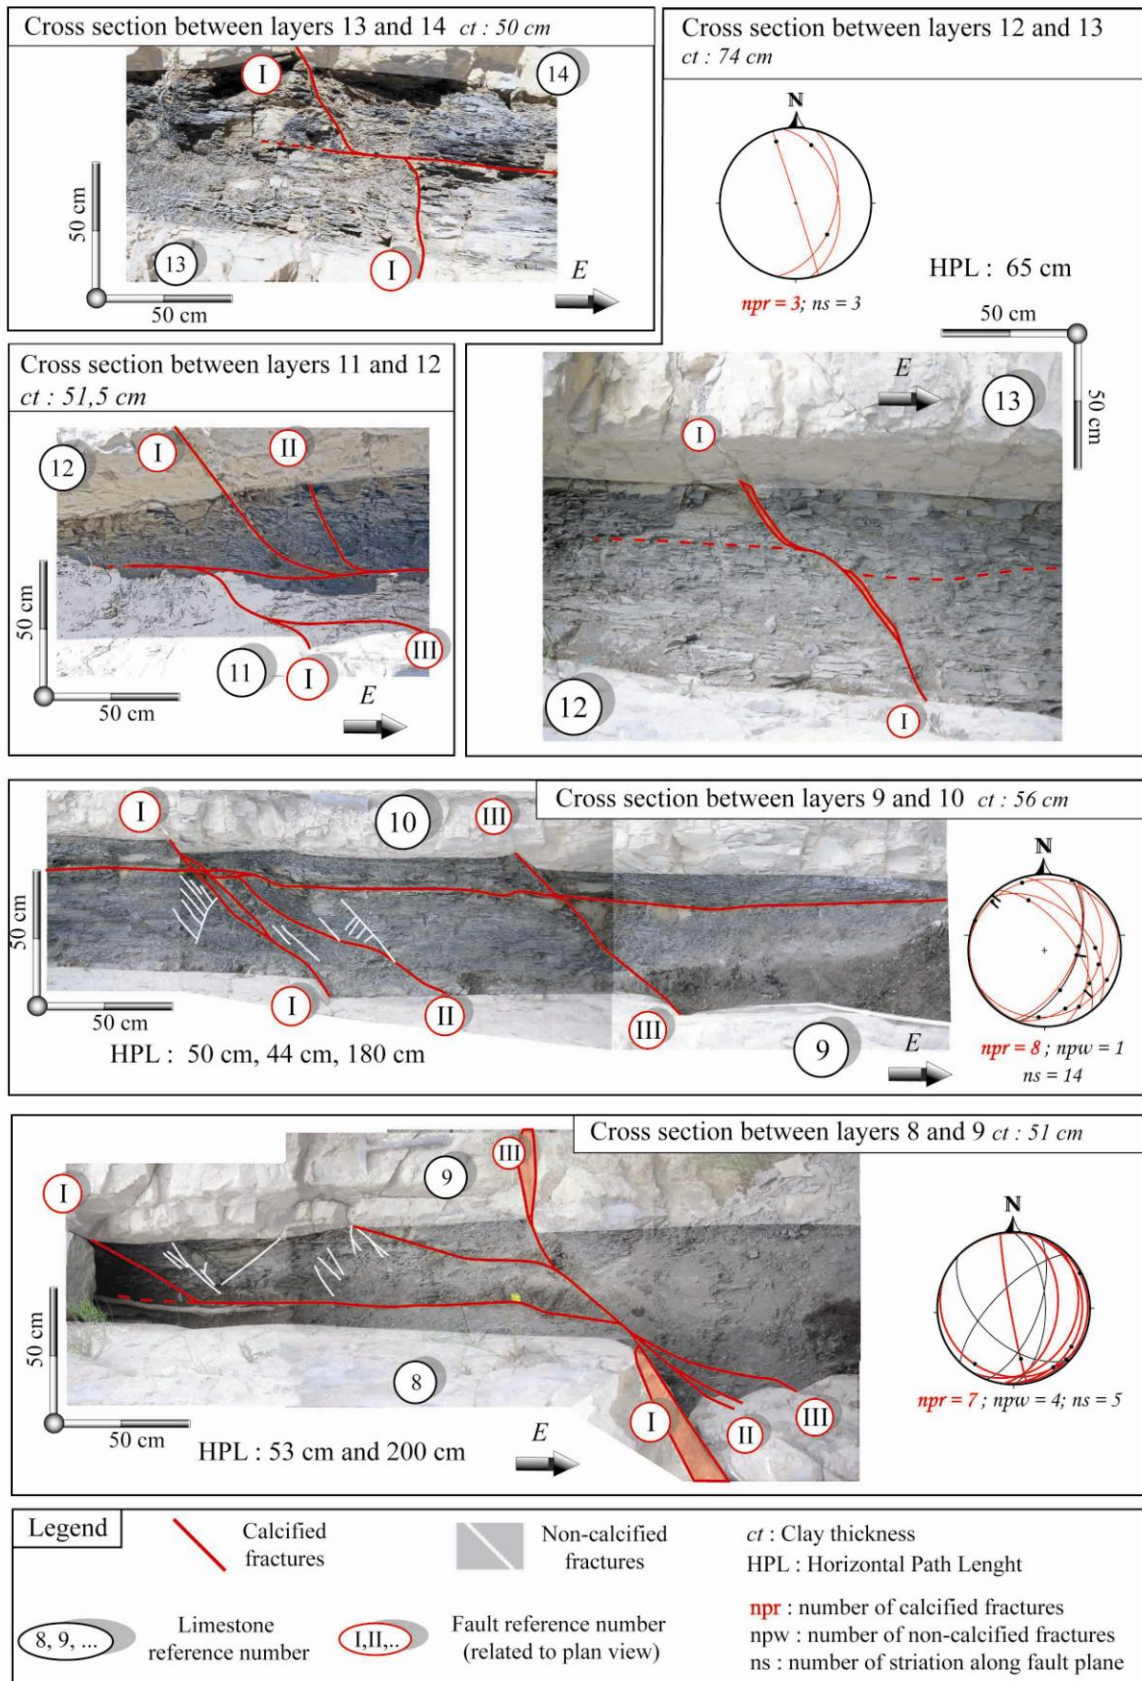 Cross section between layers 13 and 14 ct : 50 cm
I
14
50 cm
13
I
E
50 cm
Cross section between layers 12 and 13
ct : 74 cm
N
HPL : 65 cm
npr = 3; ns = 3
50 cm
50 cm
E
13
I
12
I
Cross section between layers 11 and 12
ct : 51,5 cm
12
I
II
50 cm
11
I
III
50 cm
E
Cross section between layers 9 and 10 ct : 56 cm
I
10
III
N
50 cm
50 cm
I
II
III
HPL : 50 cm, 44 cm, 180 cm
9
E
npr = 8 ; npw = 1
ns = 14
Cross section between layers 8 and 9 ct : 51 cm
I
9
III
N
50 cm
8
I
II
III
50 cm
HPL : 53 cm and 200 cm
E
npr = 7 ; npw = 4; ns = 5
Legend
Calcified
fractures
Non-calcified
fractures
ct : Clay thickness
HPL : Horizontal Path Lenght
8, 9, ...
Limestone
reference number
I,II,..
Fault reference number
(related to plan view)
npr : number of calcified fractures
npw : number of non-calcified fractures
ns : number of striation along fault plane